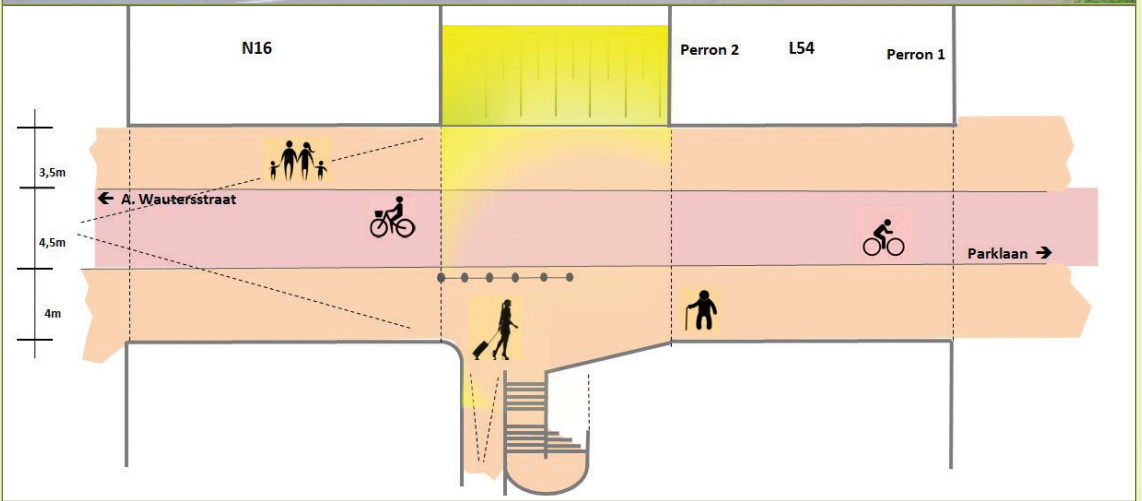 N16
Perron 2
L54
Perron 1
3,5m
← A. Wautersstraat
4,5m
Parklaan →
4m